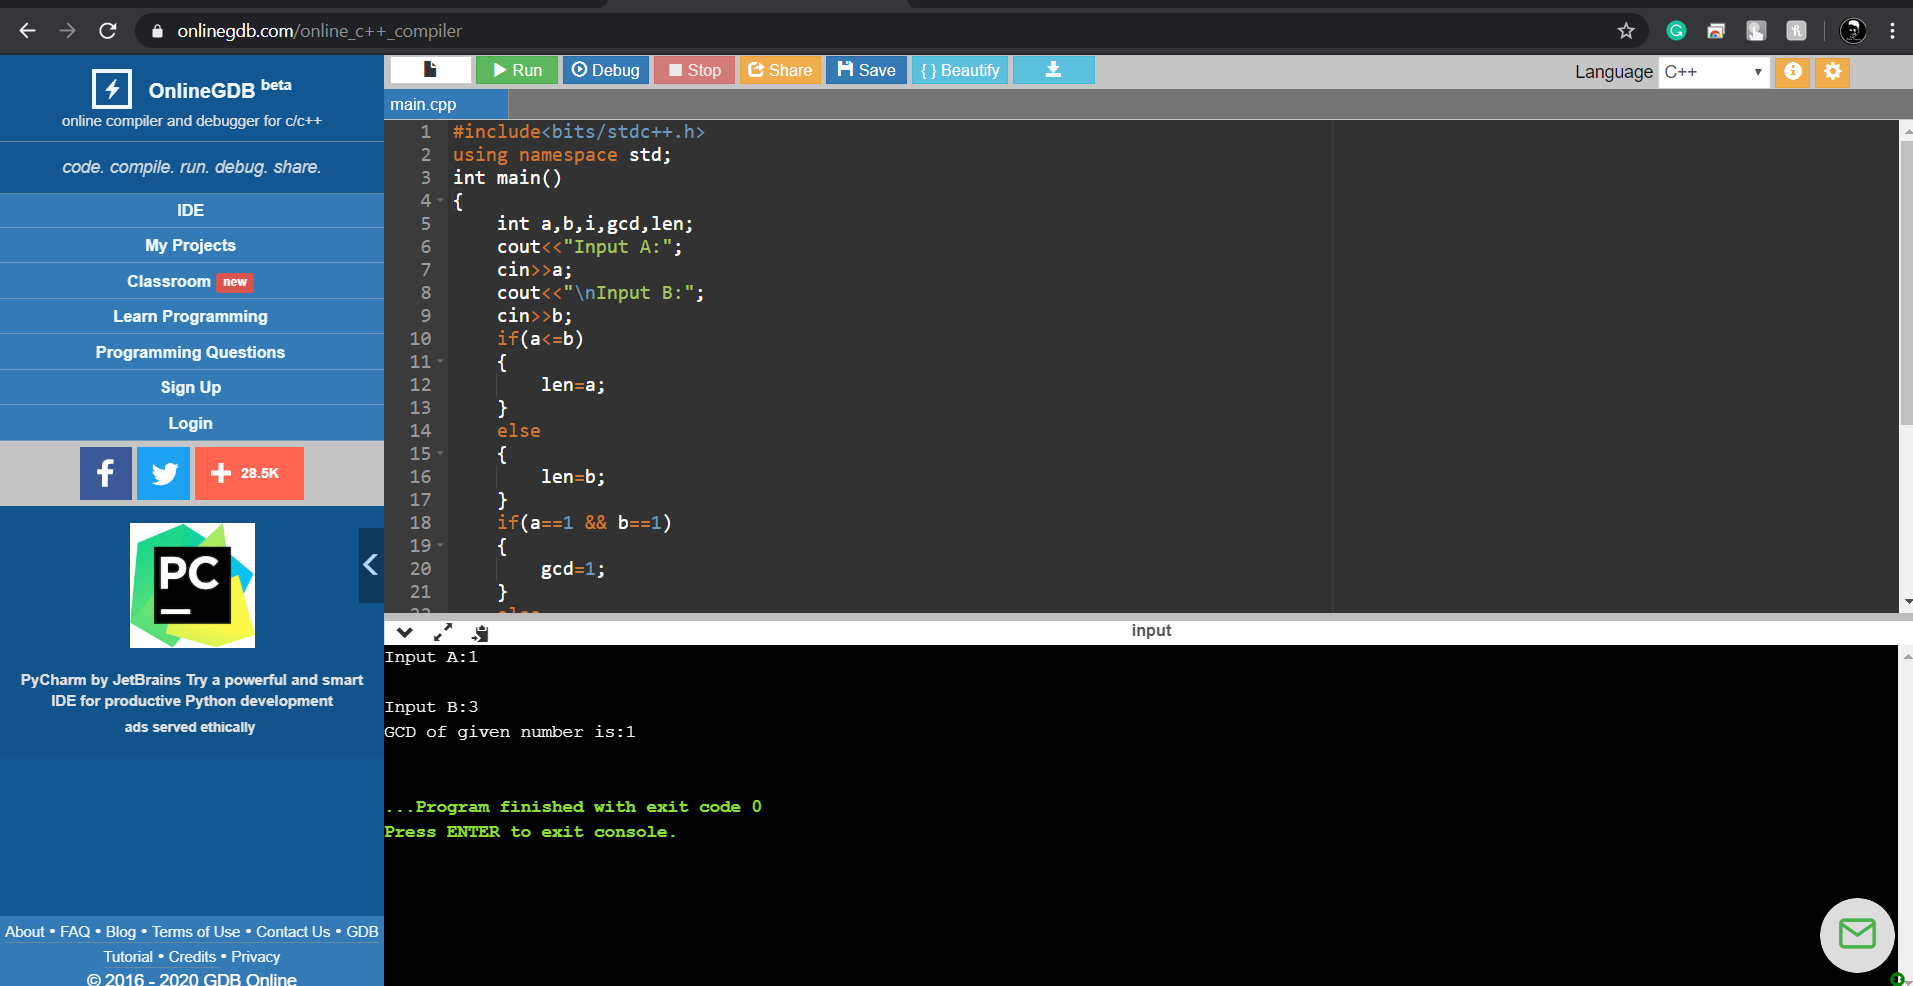 onlinegdb.com/online_c++_compiler
OnlineGDB beta
online compiler and debugger for c/c++
code. compile. run. debug. share.
IDE
My Projects
Classroom new
Learn Programming
Programming Questions
Sign Up
Login
28.5K
PC
PyCharm by JetBrains Try a powerful and smart
IDE for productive Python development
ads served ethically
About • FAQ • Blog • Terms of Use • Contact Us • GDB
Tutorial • Credits • Privacy
© 2016 - 2020 GDB Online
Run Debug Stop Share Save { } Beautify
Language C++
main.cpp
1 #include<bits/stdc++.h>
2 using namespace std;
3 int main()
4 {
5 int a,b,i,gcd,len;
6 cout<<"Input A:";
7 cin>>a;
8 cout<<"\nInput B:";
9 cin>>b;
10 if(a<=b)
11 {
12 len=a;
13 }
14 else
15 {
16 len=b;
17 }
18 if(a==1 && b==1)
19 {
20 gcd=1;
21 }
22 else
input
Input A:1
Input B:3
GCD of given number is:1
...Program finished with exit code 0
Press ENTER to exit console.